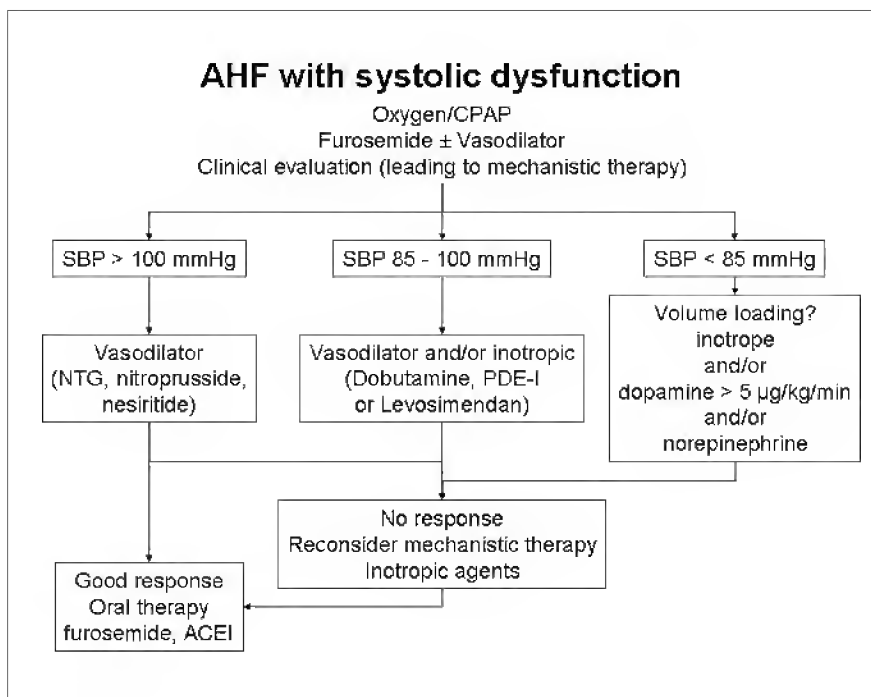 AHF with systolic dysfunction
Oxygen/CPAP
Furosemide ± Vasodilator
Clinical evaluation (leading to mechanistic therapy)
SBP > 100 mmHg
SBP 85 - 100 mmHg
SBP < 85 mmHg
Vasodilator
(NTG, nitroprusside,
nesiritide)
Vasodilator and/or inotropic
(Dobutamine, PDE-I
or Levosimendan)
Volume loading?
inotrope
and/or
dopamine > 5 µg/kg/min
and/or
norepinephrine
No response
Reconsider mechanistic therapy
Inotropic agents
Good response
Oral therapy
furosemide, ACEI